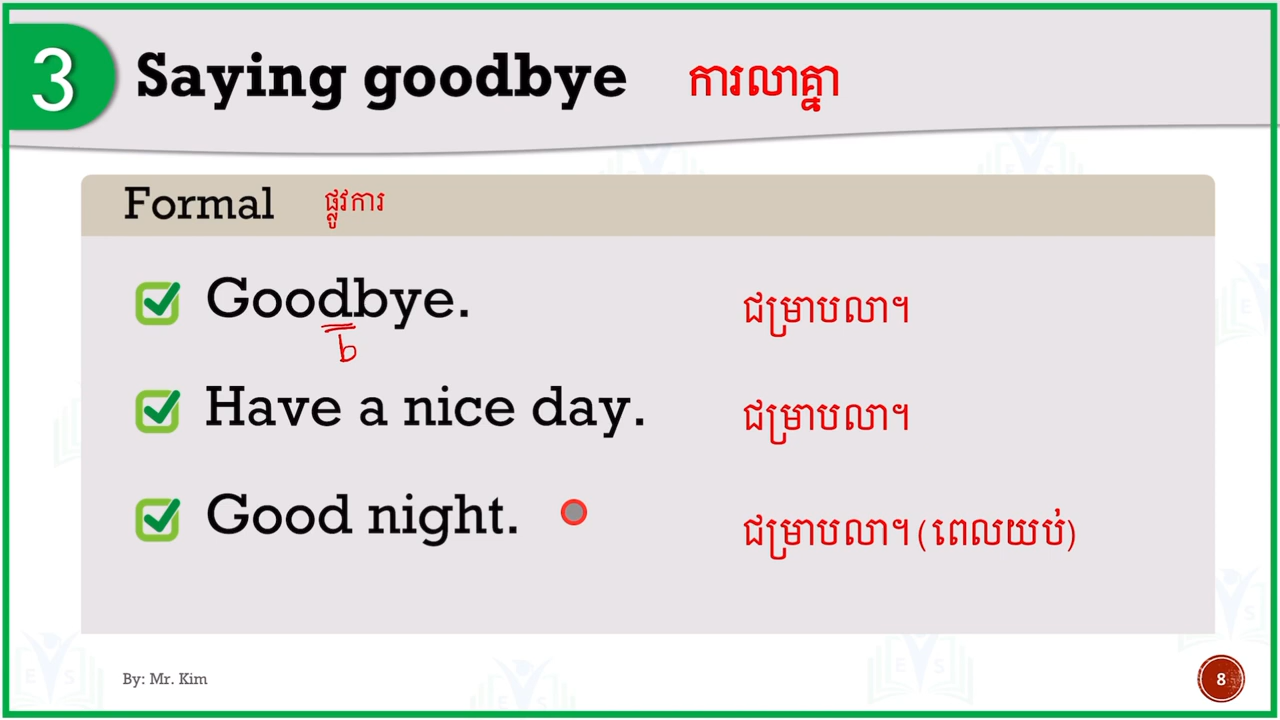 3 Saying goodbye ការលាគ្នា
Formal ផ្លូវការ
Goodbye. ជម្រាបលា។
b
Have a nice day. ជម្រាបលា។
Good night. ជម្រាបលា។ (ពេលយប់)
By: Mr. Kim 8
E S